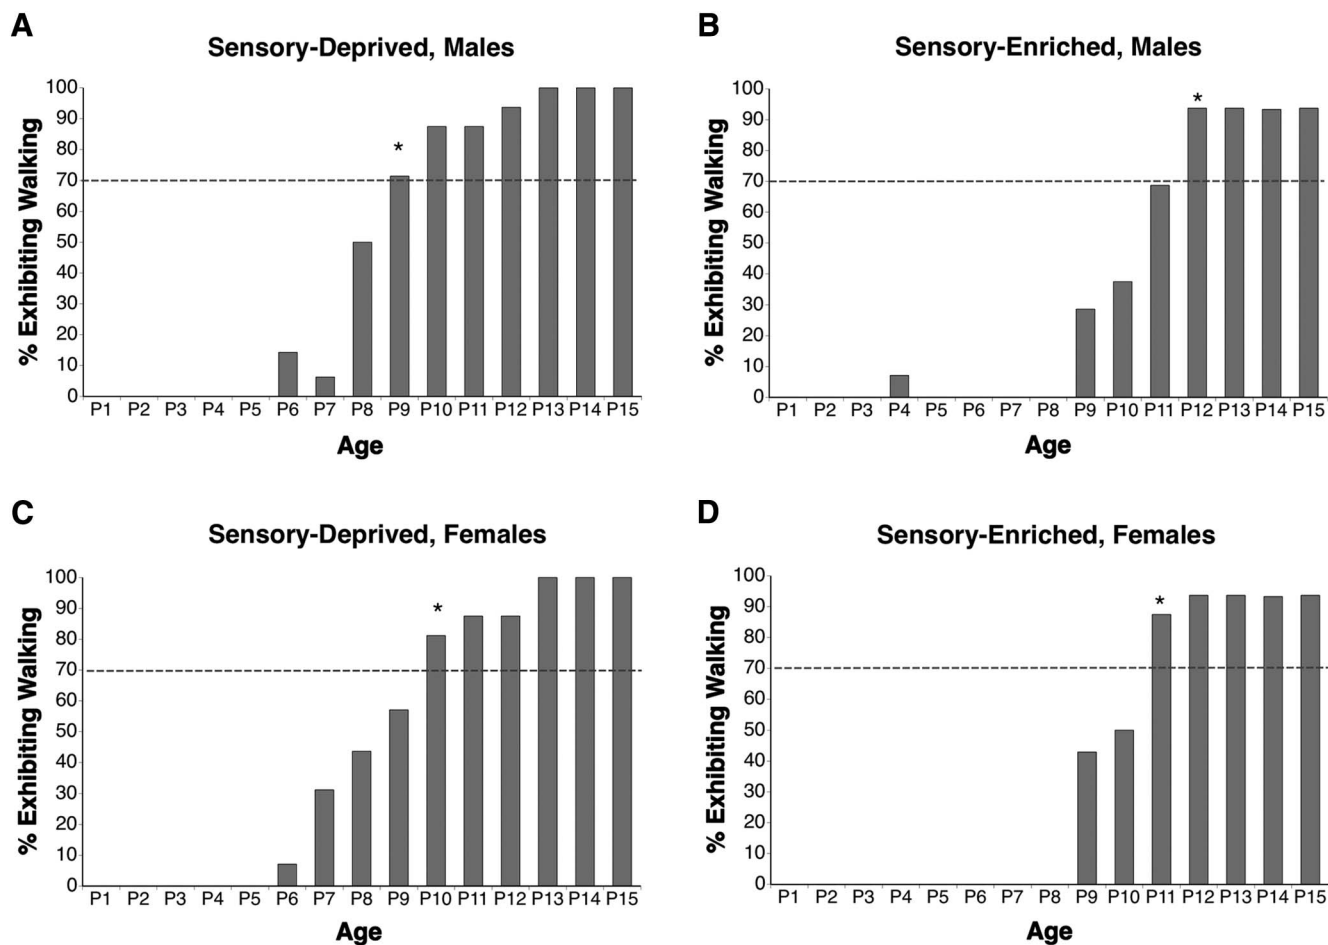 A
Sensory-Deprived, Males
% Exhibiting Walking
100
90
80
70
60
50
40
30
20
10
0
*
P1 P2 P3 P4 P5 P6 P7 P8 P9 P10 P11 P12 P13 P14 P15
Age
B
Sensory-Enriched, Males
% Exhibiting Walking
100
90
80
70
60
50
40
30
20
10
0
*
P1 P2 P3 P4 P5 P6 P7 P8 P9 P10 P11 P12 P13 P14 P15
Age
C
Sensory-Deprived, Females
% Exhibiting Walking
100
90
80
70
60
50
40
30
20
10
0
*
P1 P2 P3 P4 P5 P6 P7 P8 P9 P10 P11 P12 P13 P14 P15
Age
D
Sensory-Enriched, Females
% Exhibiting Walking
100
90
80
70
60
50
40
30
20
10
0
*
P1 P2 P3 P4 P5 P6 P7 P8 P9 P10 P11 P12 P13 P14 P15
Age